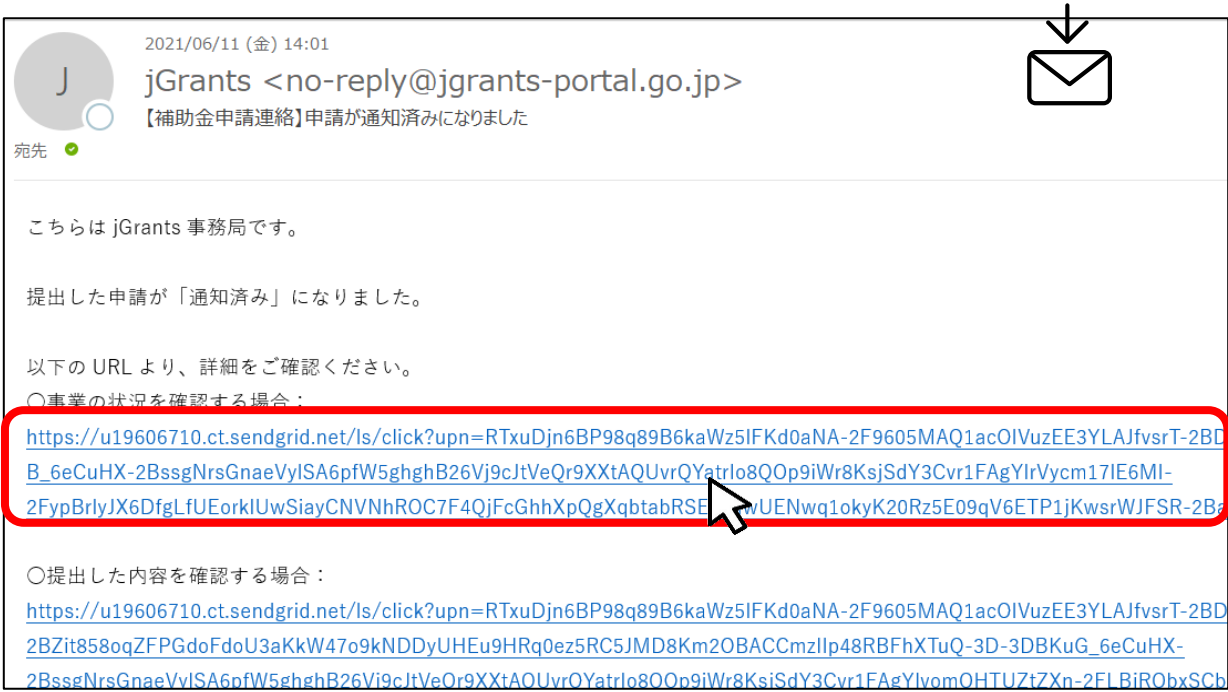 2021/06/11 (金) 14:01
J
jGrants <no-reply@jgrants-portal.go.jp>
【補助金申請連絡】申請が通知済みになりました
宛先
こちらは jGrants 事務局です。
提出した申請が「通知済み」になりました。
以下の URL より、詳細をご確認ください。
○事業の状況を確認する場合：
https://u19606710.ct.sendgrid.net/ls/click?upn=RTxuDjn6BP98q89B6kaWz5IFKd0aNA-2F9605MAQ1acOIVuzEE3YLAJfvsrT-2BD
B_6eCuHX-2BssgNrsGnaeVyISA6pfW5ghghB26Vj9cJtVeQr9XXtAQUvrQYatrIo8QOp9iWr8KsjSdY3Cvr1FAgYIrVycm17IE6MI-
2FypBrIyJX6DfgLfUEorkIUwSiayCNVNhROC7F4QjFcGhhXpQgXqbtabRSE wUENwq1okyK20Rz5E09qV6ETP1jKwsrWJFSR-2Ba
○提出した内容を確認する場合：
https://u19606710.ct.sendgrid.net/ls/click?upn=RTxuDjn6BP98q89B6kaWz5IFKd0aNA-2F9605MAQ1acOIVuzEE3YLAJfvsrT-2BD
2BZit858oqZFPGdoFdoU3aKkW47o9kNDDyUHEu9HRq0ez5RC5JMD8Km2OBACCmzIIp48RBFhXTuQ-3D-3DBKuG_6eCuHX-
2BssgNrsGnaeVyISA6pfW5ghghB26Vj9cJtVeQr9XXtAQUvrQYatrIo8QOp9iWr8KsjSdY3Cvr1FAgYIvomOHTUZtZXn-2FLBjRObxSCb